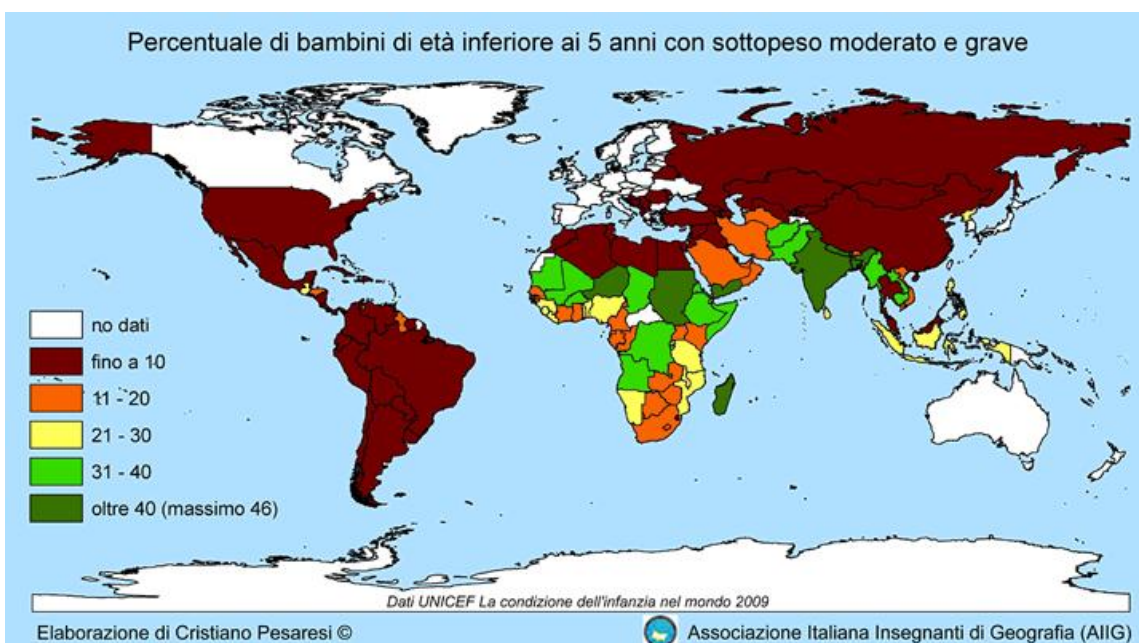 Percentuale di bambini di età inferiore ai 5 anni con sottopeso moderato e grave
no dati
fino a 10
11 - 20
21 - 30
31 - 40
oltre 40 (massimo 46)
Dati UNICEF La condizione dell'infanzia nel mondo 2009
Elaborazione di Cristiano Pesaresi ©
Associazione Italiana Insegnanti di Geografia (AIIG)